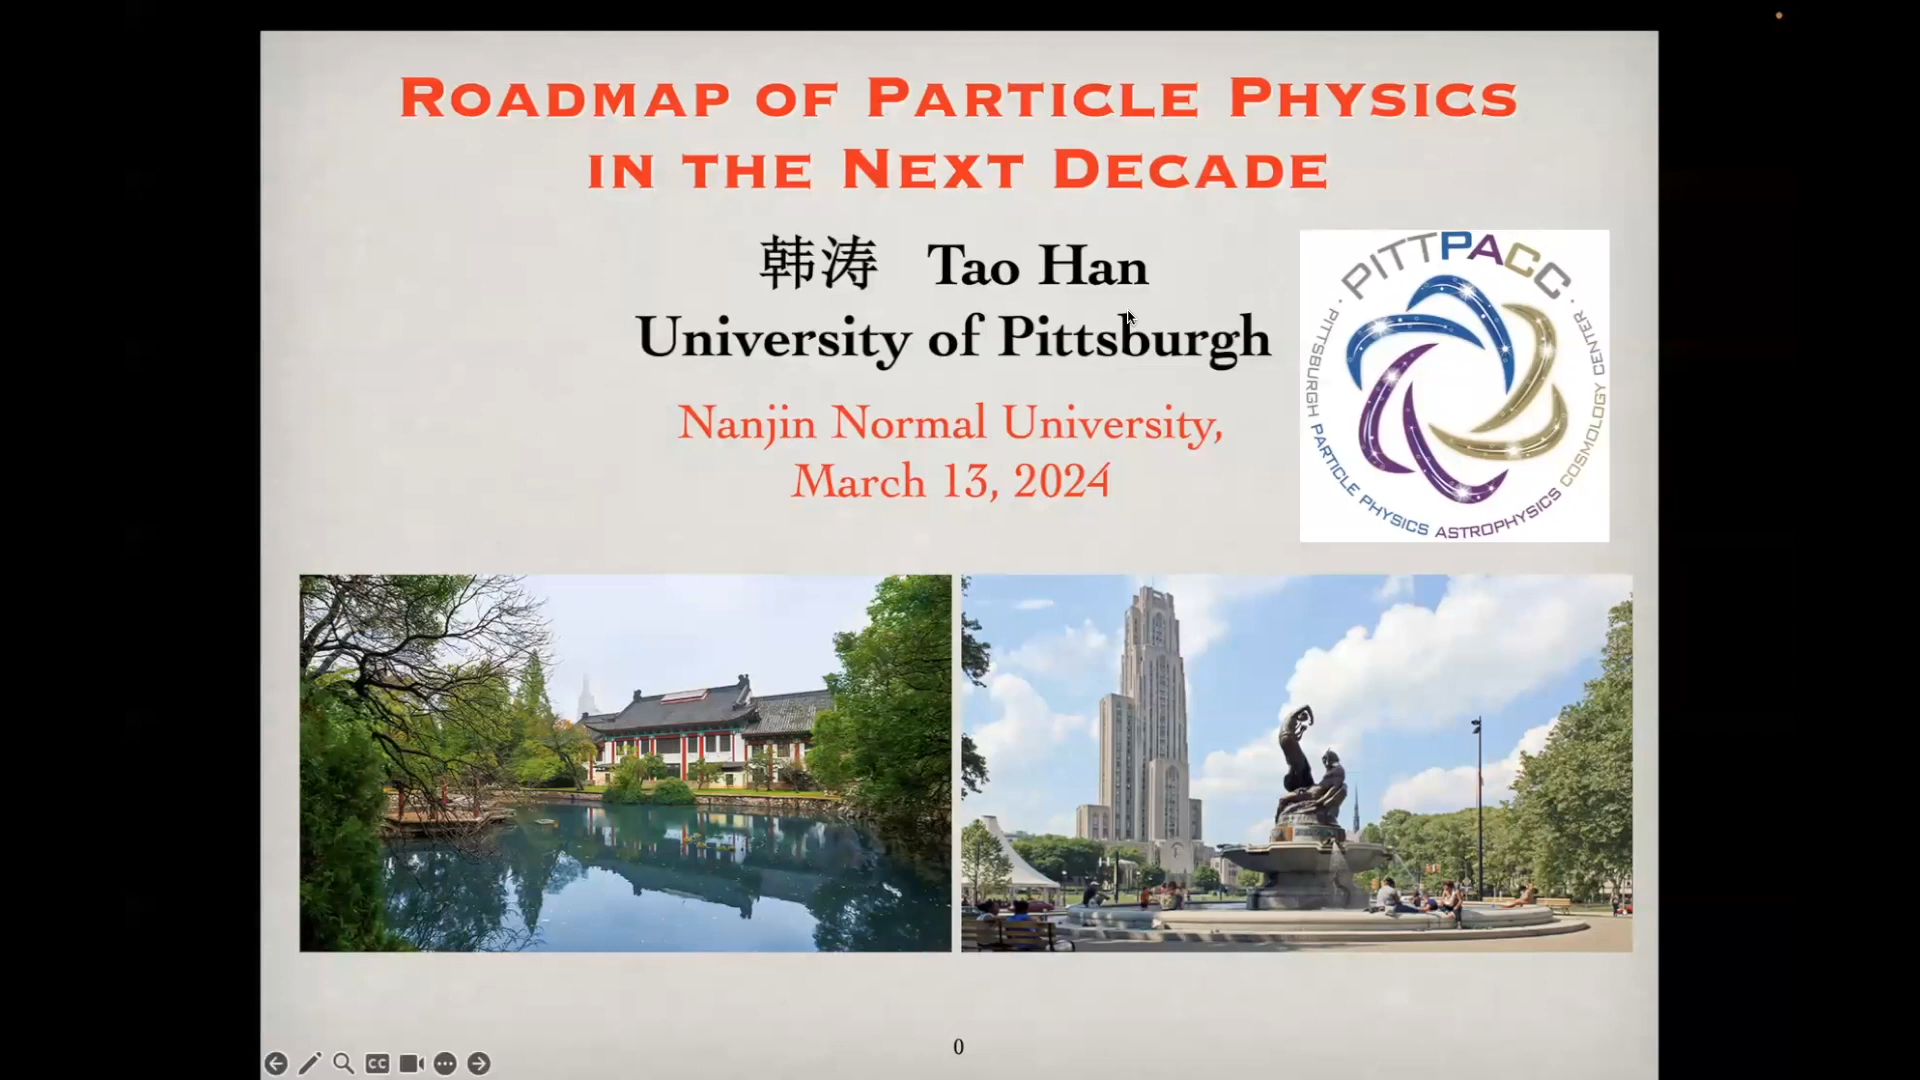 ROADMAP OF PARTICLE PHYSICS
IN THE NEXT DECADE
韩涛 Tao Han
University of Pittsburgh
Nanjin Normal University,
March 13, 2024
PITTPACC
PITTSBURGH PARTICLE PHYSICS ASTROPHYSICS COSMOLOGY CENTER
0
CC